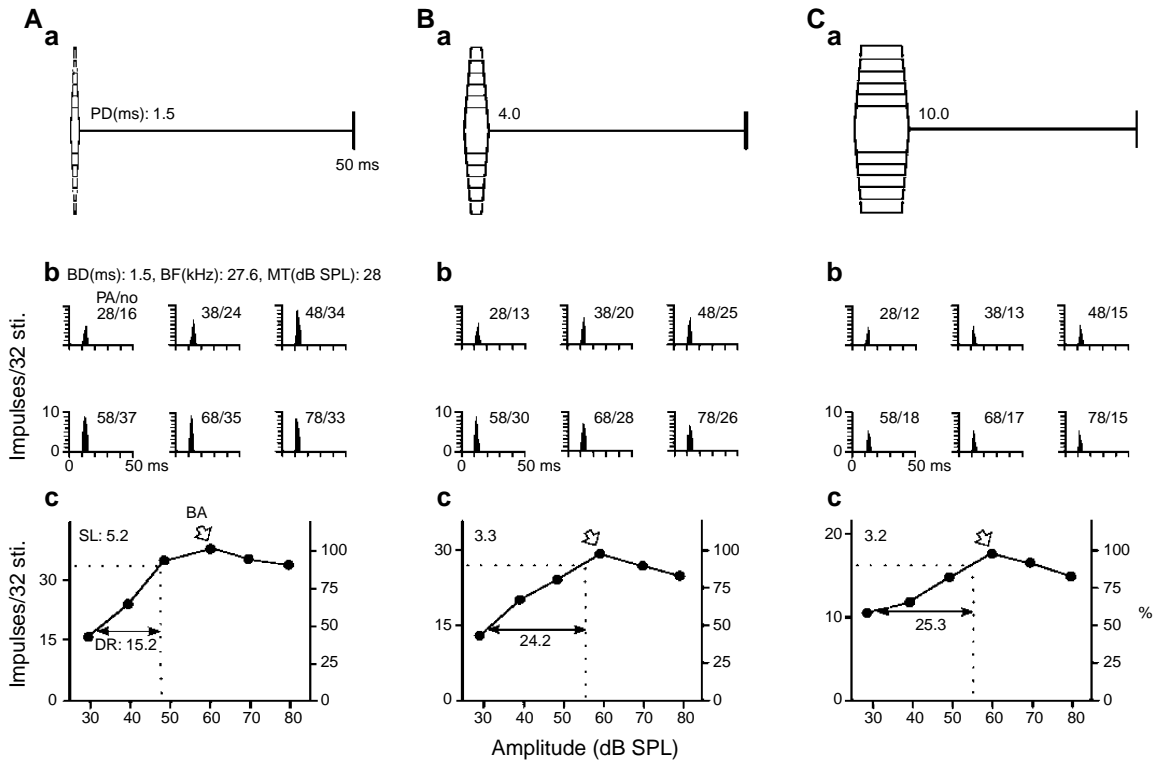 A B C
a a a
PD(ms): 1.5 4.0 10.0
50 ms
b BD(ms): 1.5, BF(kHz): 27.6, MT(dB SPL): 28 b b
PA/no
28/16 38/24 48/34 28/13 38/20 48/25 28/12 38/13 48/15
Impulses/32 sti.
10 58/37 68/35 78/33 10 58/30 68/28 78/26 10 58/18 68/17 78/15
0 0 0
0 50 ms 0 50 ms 0 50 ms
c c c
BA
SL: 5.2 3.3 3.2
Impulses/32 sti.
30 15 0
100 75 50 25 0
DR: 15.2
30 40 50 60 70 80
30 15 0
100 75 50 25 0
24.2
30 40 50 60 70 80
20 10 0
100 75 50 25 0
25.3
%
30 40 50 60 70 80
Amplitude (dB SPL)